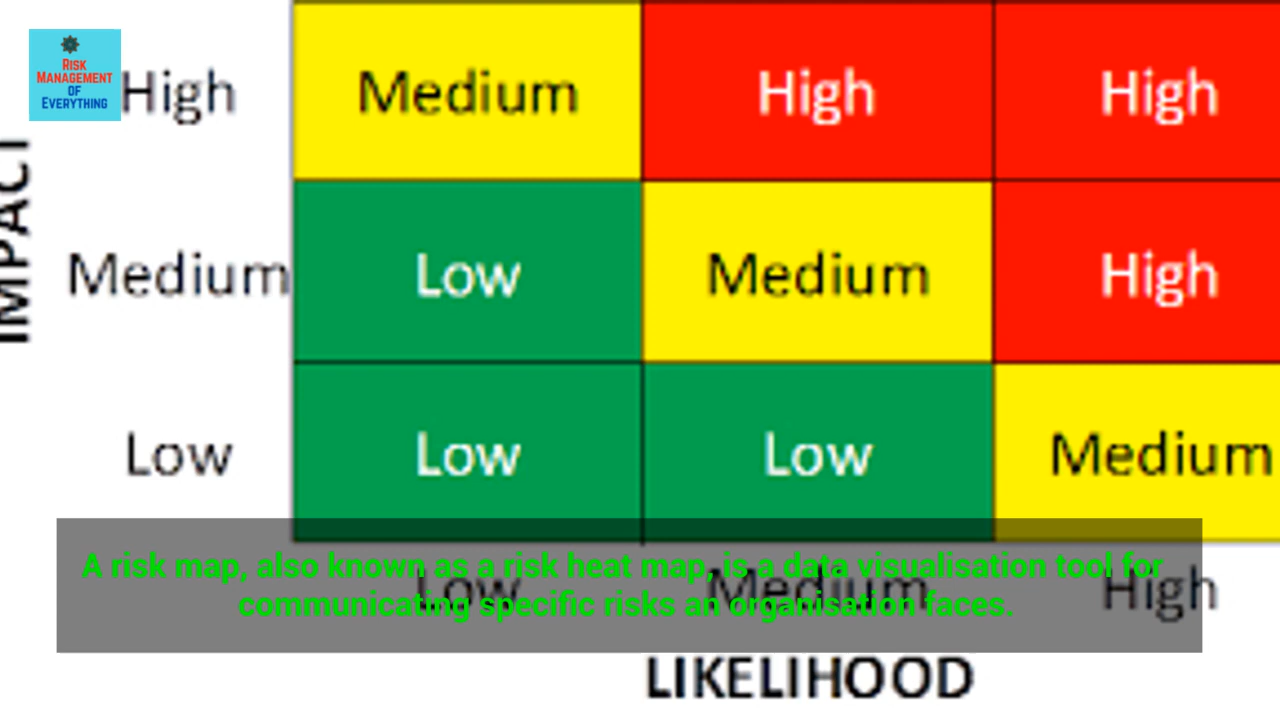 RISK
MANAGEMENT
OF
EVERYTHING
IMPACT
High Medium High High
Medium Low Medium High
Low Low Low Medium
A risk map, also known as a risk heat map, is a data visualisation tool for
communicating specific risks an organisation faces.
Low Medium High
LIKELIHOOD